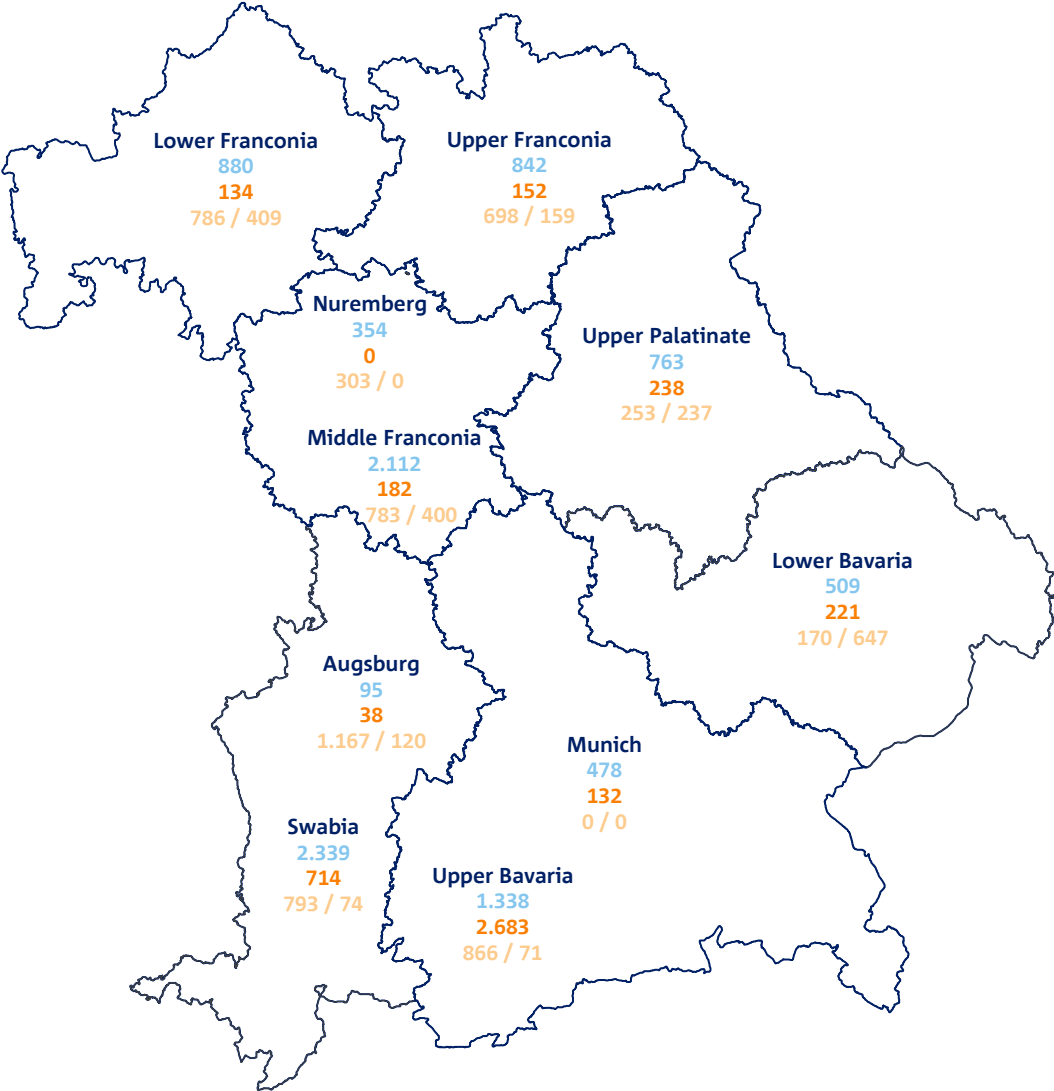 Lower Franconia
880
134
786 / 409
Upper Franconia
842
152
698 / 159
Nuremberg
354
0
303 / 0
Upper Palatinate
763
238
253 / 237
Middle Franconia
2.112
182
783 / 400
Lower Bavaria
509
221
170 / 647
Augsburg
95
38
1.167 / 120
Munich
478
132
0 / 0
Swabia
2.339
714
793 / 74
Upper Bavaria
1.338
2.683
866 / 71